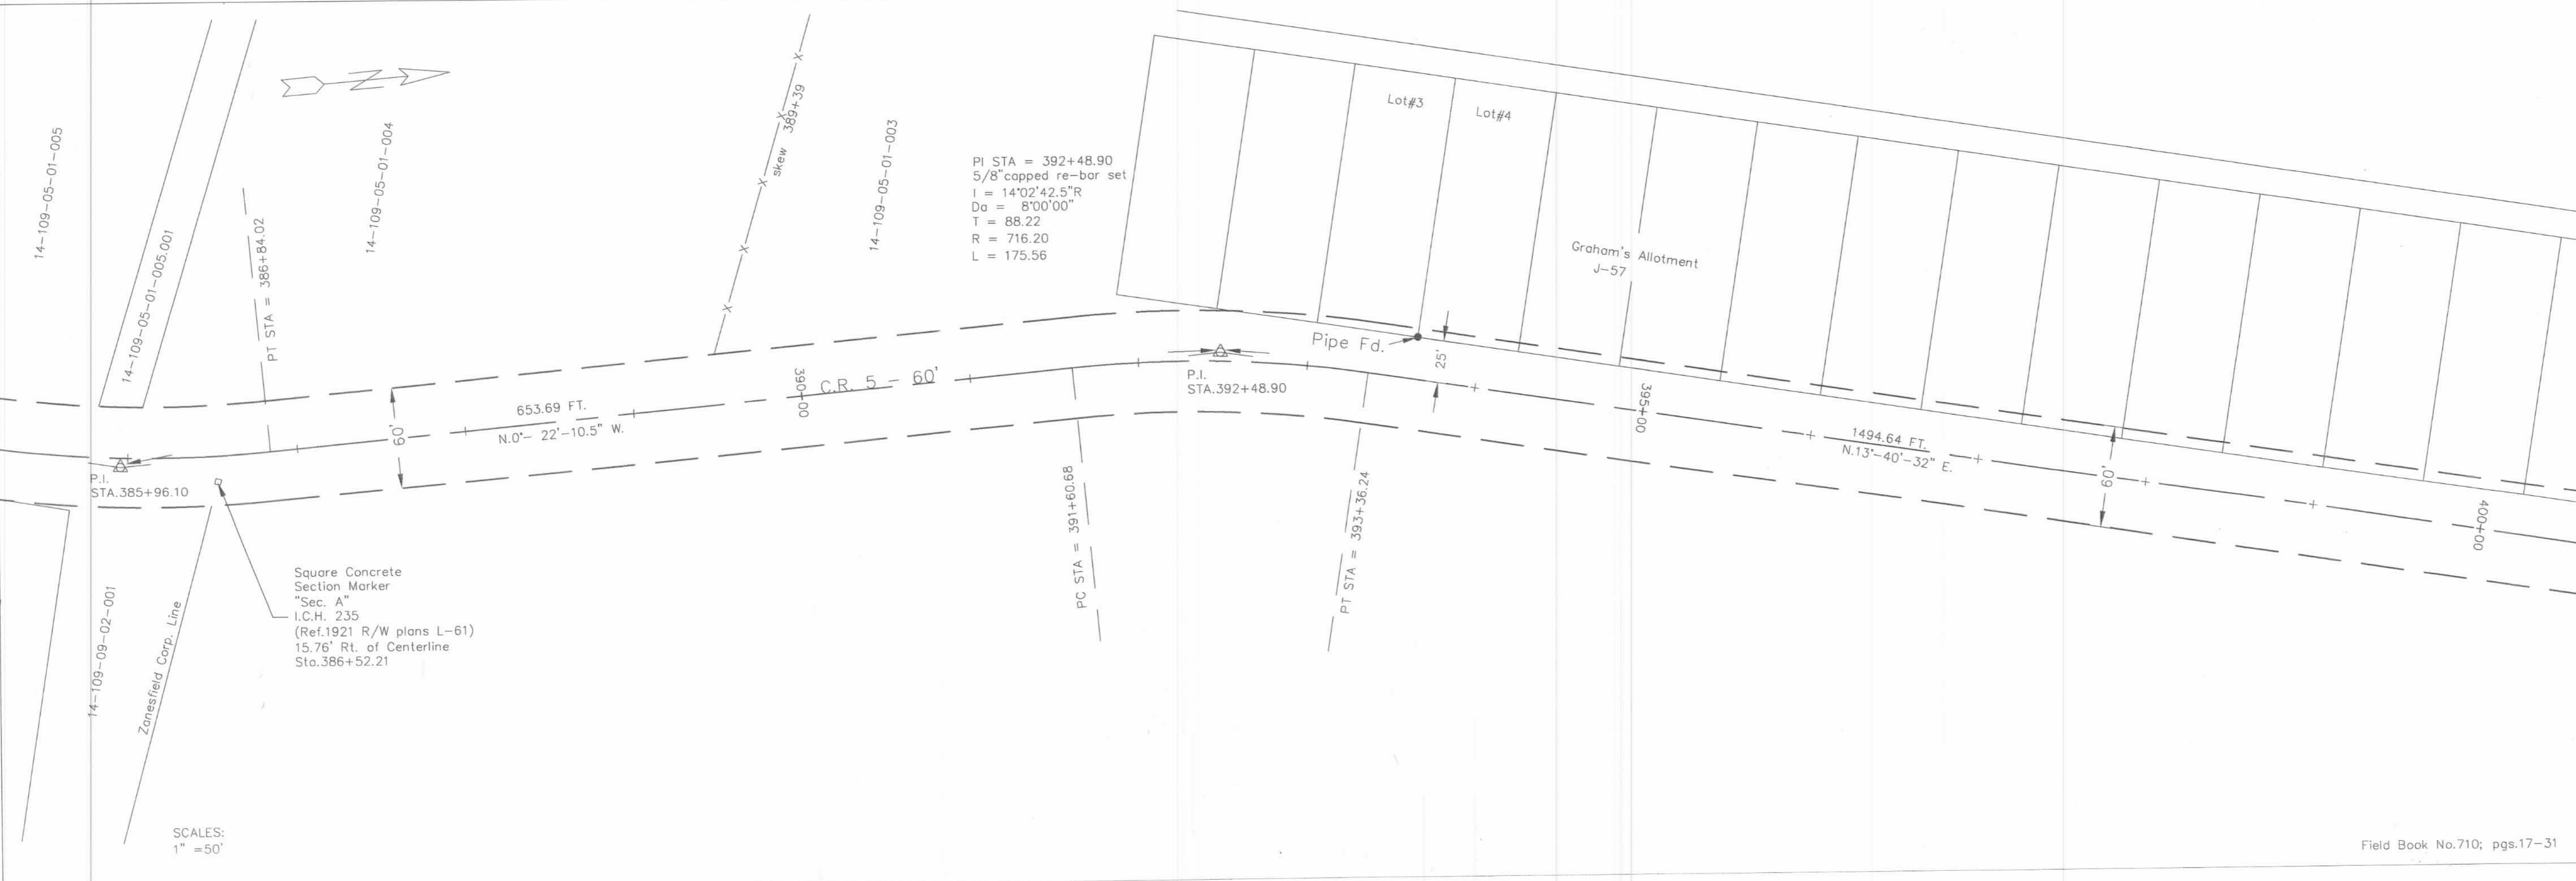 14-109-05-01-005
14-109-05-01-005.001
PT STA = 386+84.02
14-109-05-01-004
skew 389+39
14-109-05-01-003
PI STA = 392+48.90
5/8"capped re-bar set
I = 14°02'42.5"R
Da = 8°00'00"
T = 88.22
R = 716.20
L = 175.56
Lot#3
Lot#4
Graham's Allotment
J-57
Pipe Fd.
25'
P.I.
STA.385+96.10
60'
653.69 FT.
N.0°- 22'-10.5" W.
390+00
C.R. 5 - 60'
P.I.
STA.392+48.90
395+00
1494.64 FT.
N.13°-40'-32" E.
60'
400+00
PC STA = 391+60.68
PT STA = 393+36.24
14-109-09-02-001
Zanesfield Corp. Line
Square Concrete
Section Marker
"Sec. A"
I.C.H. 235
(Ref.1921 R/W plans L-61)
15.76' Rt. of Centerline
Sta.386+52.21
SCALES:
1" =50'
Field Book No.710; pgs.17-31